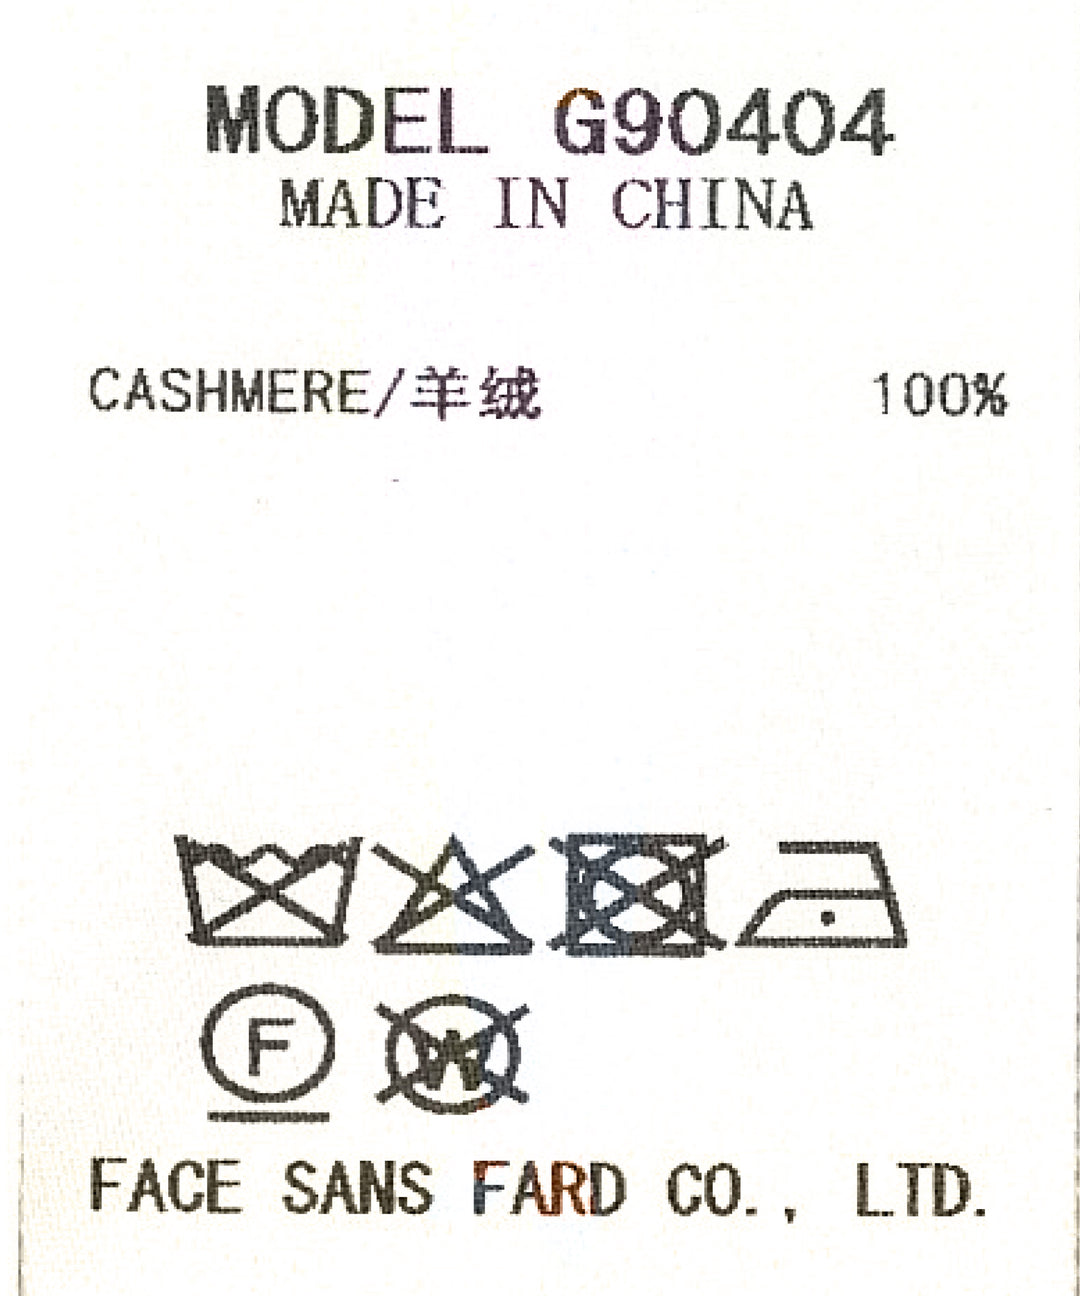 MODEL G90404
MADE IN CHINA
CASHMERE/羊绒 100%
F W
FACE SANS FARD CO., LTD.